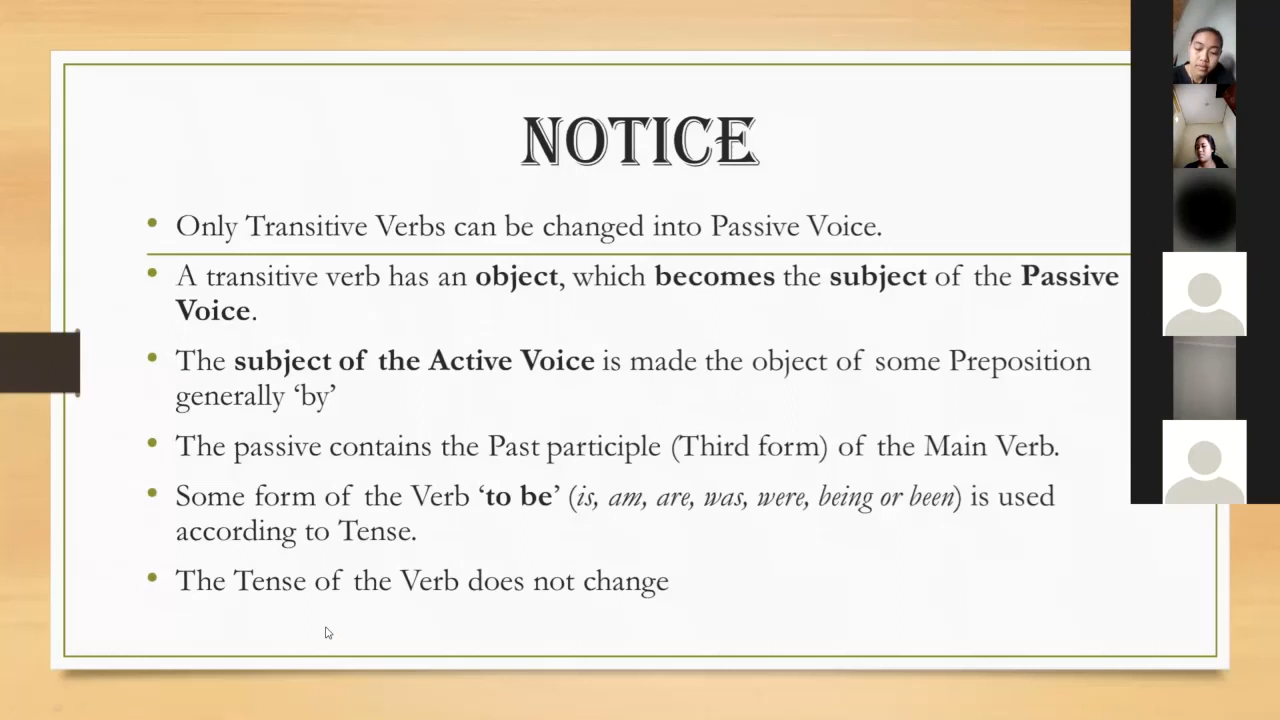 NOTICE
• Only Transitive Verbs can be changed into Passive Voice.
• A transitive verb has an object, which becomes the subject of the Passive
Voice.
• The subject of the Active Voice is made the object of some Preposition
generally ‘by’
• The passive contains the Past participle (Third form) of the Main Verb.
• Some form of the Verb ‘to be’ (is, am, are, was, were, being or been) is used
according to Tense.
• The Tense of the Verb does not change